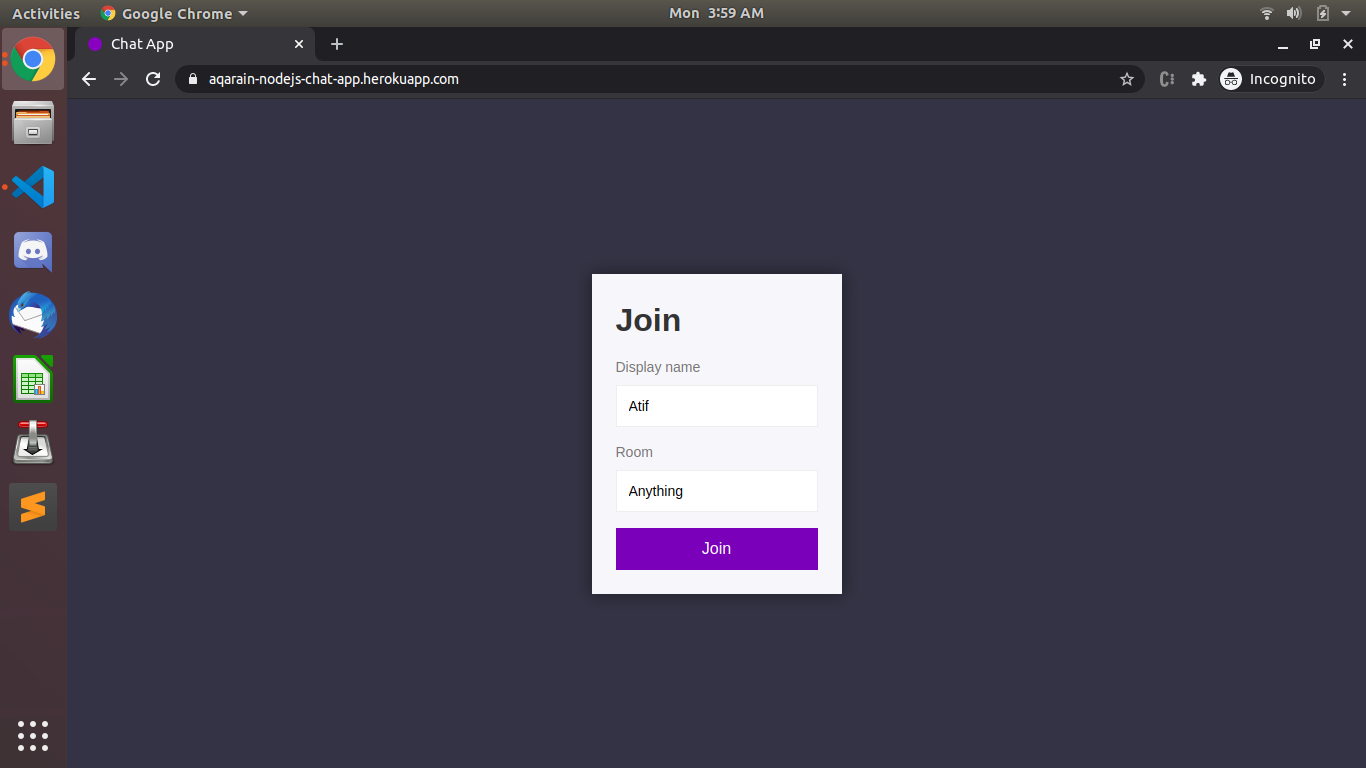 Activities Google Chrome Mon 3:59 AM
Chat App
aqarain-nodejs-chat-app.herokuapp.com Incognito
Join
Display name
Atif
Room
Anything
Join